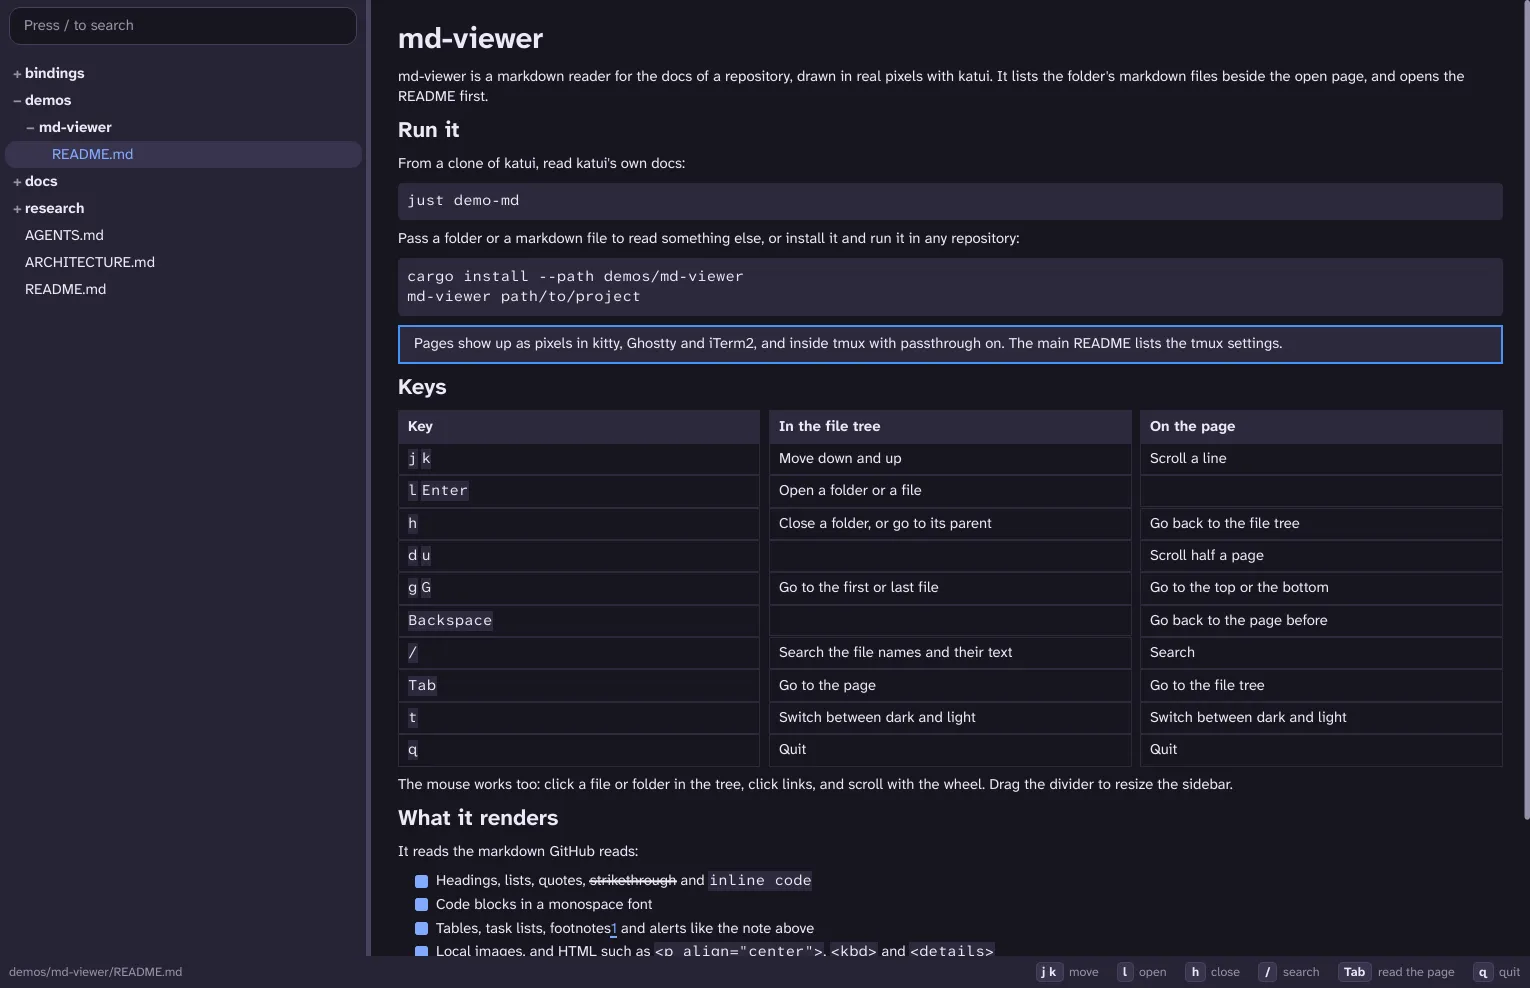 Press / to search
+ bindings
– demos
– md-viewer
README.md
+ docs
+ research
AGENTS.md
ARCHITECTURE.md
README.md
md-viewer
md-viewer is a markdown reader for the docs of a repository, drawn in real pixels with katui. It lists the folder's markdown files beside the open page, and opens the
README first.
Run it
From a clone of katui, read katui's own docs:
just demo-md
Pass a folder or a markdown file to read something else, or install it and run it in any repository:
cargo install --path demos/md-viewer
md-viewer path/to/project
Pages show up as pixels in kitty, Ghostty and iTerm2, and inside tmux with passthrough on. The main README lists the tmux settings.
Keys
Key In the file tree On the page
j k Move down and up Scroll a line
l Enter Open a folder or a file
h Close a folder, or go to its parent Go back to the file tree
d u Scroll half a page
g G Go to the first or last file Go to the top or the bottom
Backspace Go back to the page before
/ Search the file names and their text Search
Tab Go to the page Go to the file tree
t Switch between dark and light Switch between dark and light
q Quit Quit
The mouse works too: click a file or folder in the tree, click links, and scroll with the wheel. Drag the divider to resize the sidebar.
What it renders
It reads the markdown GitHub reads:
Headings, lists, quotes, strikethrough and inline code
Code blocks in a monospace font
Tables, task lists, footnotes1 and alerts like the note above
Local images, and HTML such as <p align="center">, <kbd> and <details>
demos/md-viewer/README.md
j k move l open h close / search Tab read the page q quit